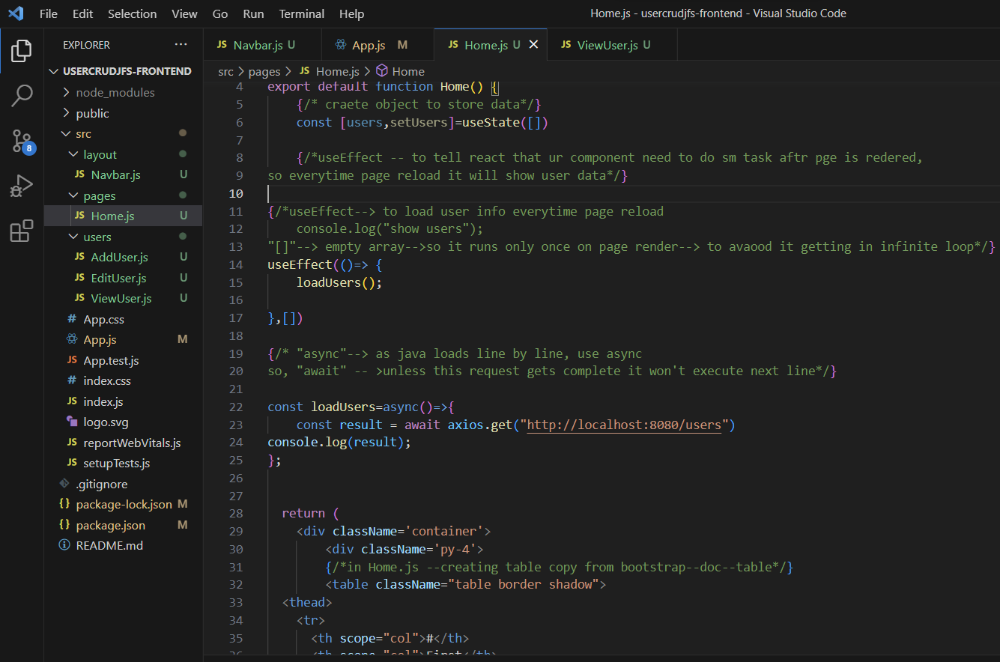 File Edit Selection View Go Run Terminal Help
Home.js - usercrudjfs-frontend - Visual Studio Code
EXPLORER ...
USERCRUDJFS-FRONTEND
node_modules
public
src
layout
JS Navbar.js U
pages
JS Home.js U
users
JS AddUser.js U
JS EditUser.js U
JS ViewUser.js U
# App.css
App.js M
JS App.test.js
# index.css
JS index.js
logo.svg
JS reportWebVitals.js
JS setupTests.js
.gitignore
{} package-lock.json M
{} package.json M
README.md
8
JS Navbar.js U
App.js M
JS Home.js U
JS ViewUser.js U
src > pages > JS Home.js > Home
4 export default function Home() {
5 {/* craete object to store data*/}
6 const [users,setUsers]=useState([])
7
8 {/*useEffect -- to tell react that ur component need to do sm task aftr pge is redered,
9 so everytime page reload it will show user data*/}
10
11 {/*useEffect--> to load user info everytime page reload
12 console.log("show users");
13 "[]"--> empty array-->so it runs only once on page render--> to avaood it getting in infinite loop*/}
14 useEffect(()=> {
15 loadUsers();
16
17 },[])
18
19 {/* "async"--> as java loads line by line, use async
20 so, "await" -- >unless this request gets complete it won't execute next line*/}
21
22 const loadUsers=async()=>{
23 const result = await axios.get("http://localhost:8080/users")
24 console.log(result);
25 };
26
27
28 return (
29 <div className='container'>
30 <div className='py-4'>
31 {/*in Home.js --creating table copy from bootstrap--doc--table*/}
32 <table className="table border shadow">
33 <thead>
34 <tr>
35 <th scope="col">#</th>
36 <th scope="col">First</th>